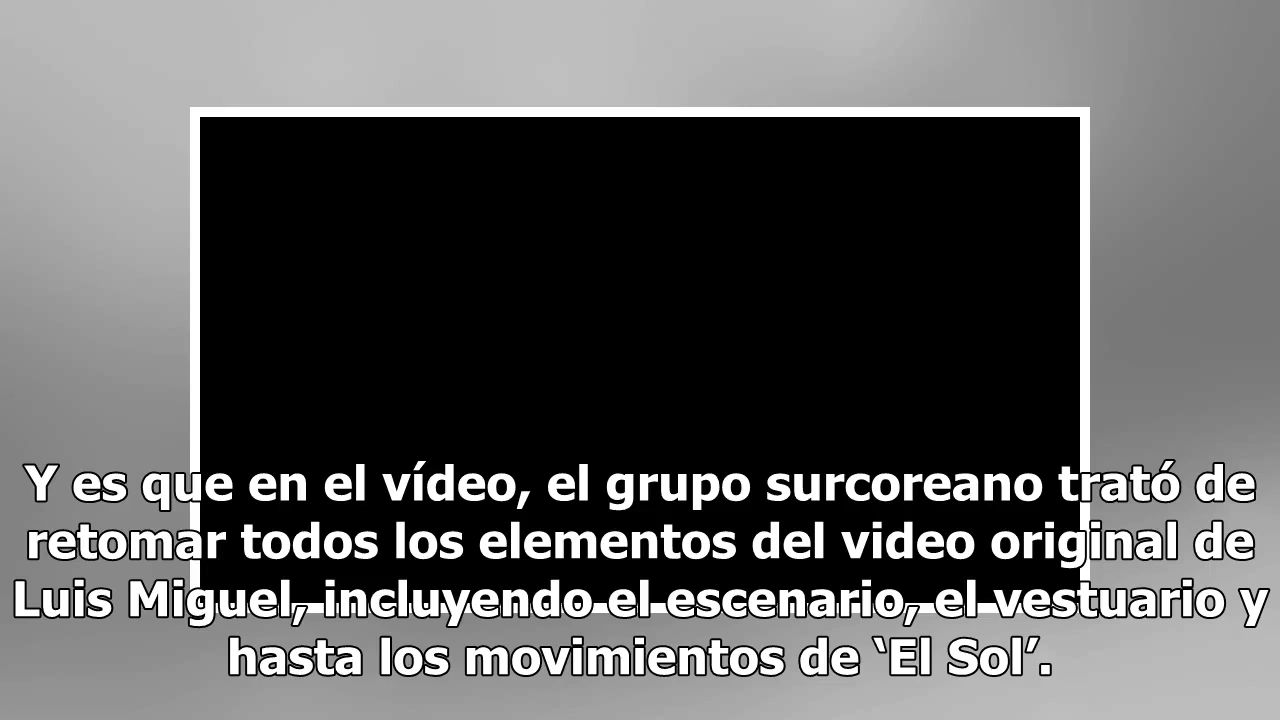 Y es que en el vídeo, el grupo surcoreano trató de
retomar todos los elementos del video original de
Luis Miguel, incluyendo el escenario, el vestuario y
hasta los movimientos de ‘El Sol’.